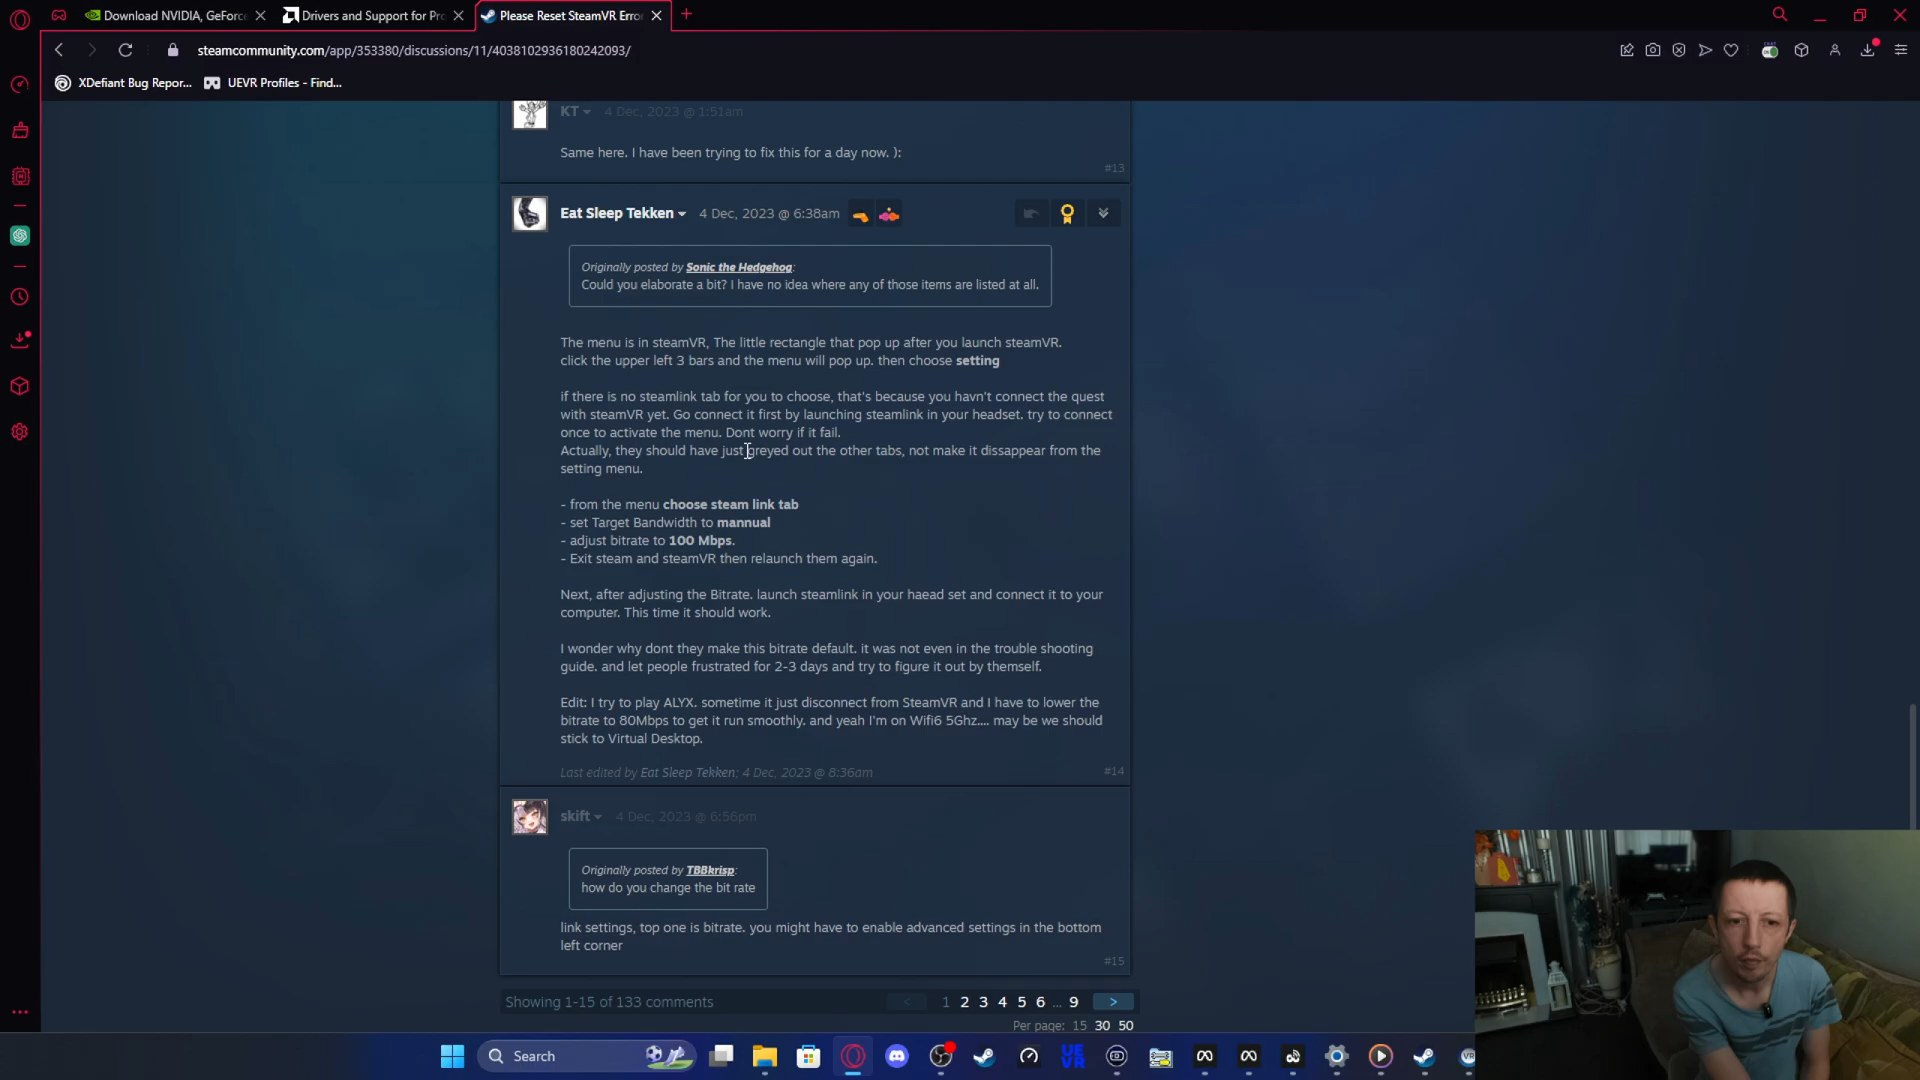 Download NVIDIA, GeForce
Drivers and Support for Pro
Please Reset SteamVR Erro
steamcommunity.com/app/353380/discussions/11/4038102936180242093/
XDefiant Bug Repor...
UEVR Profiles - Find...
KT
4 Dec, 2023 @ 1:51am
Same here. I have been trying to fix this for a day now. ):
#13
Eat Sleep Tekken
4 Dec, 2023 @ 6:38am
Originally posted by Sonic the Hedgehog:
Could you elaborate a bit? I have no idea where any of those items are listed at all.
The menu is in steamVR, The little rectangle that pop up after you launch steamVR.
click the upper left 3 bars and the menu will pop up. then choose setting
if there is no steamlink tab for you to choose, that's because you havn't connect the quest
with steamVR yet. Go connect it first by launching steamlink in your headset. try to connect
once to activate the menu. Dont worry if it fail.
Actually, they should have just greyed out the other tabs, not make it dissappear from the
setting menu.
- from the menu choose steam link tab
- set Target Bandwidth to mannual
- adjust bitrate to 100 Mbps.
- Exit steam and steamVR then relaunch them again.
Next, after adjusting the Bitrate. launch steamlink in your haead set and connect it to your
computer. This time it should work.
I wonder why dont they make this bitrate default. it was not even in the trouble shooting
guide. and let people frustrated for 2-3 days and try to figure it out by themself.
Edit: I try to play ALYX. sometime it just disconnect from SteamVR and I have to lower the
bitrate to 80Mbps to get it run smoothly. and yeah I'm on Wifi6 5Ghz.... may be we should
stick to Virtual Desktop.
Last edited by Eat Sleep Tekken; 4 Dec, 2023 @ 8:36am
#14
skift
4 Dec, 2023 @ 6:56pm
Originally posted by TBBkrisp:
how do you change the bit rate
link settings, top one is bitrate. you might have to enable advanced settings in the bottom
left corner
#15
Showing 1-15 of 133 comments
< 1 2 3 4 5 6 ... 9 >
Per page: 15 30 50
Search
UE
VR